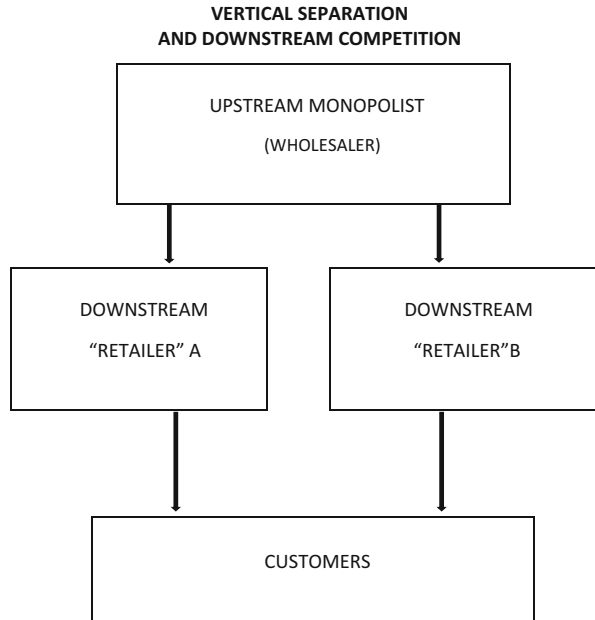 VERTICAL SEPARATION
AND DOWNSTREAM COMPETITION
UPSTREAM MONOPOLIST
(WHOLESALER)
DOWNSTREAM
“RETAILER” A
DOWNSTREAM
“RETAILER”B
CUSTOMERS